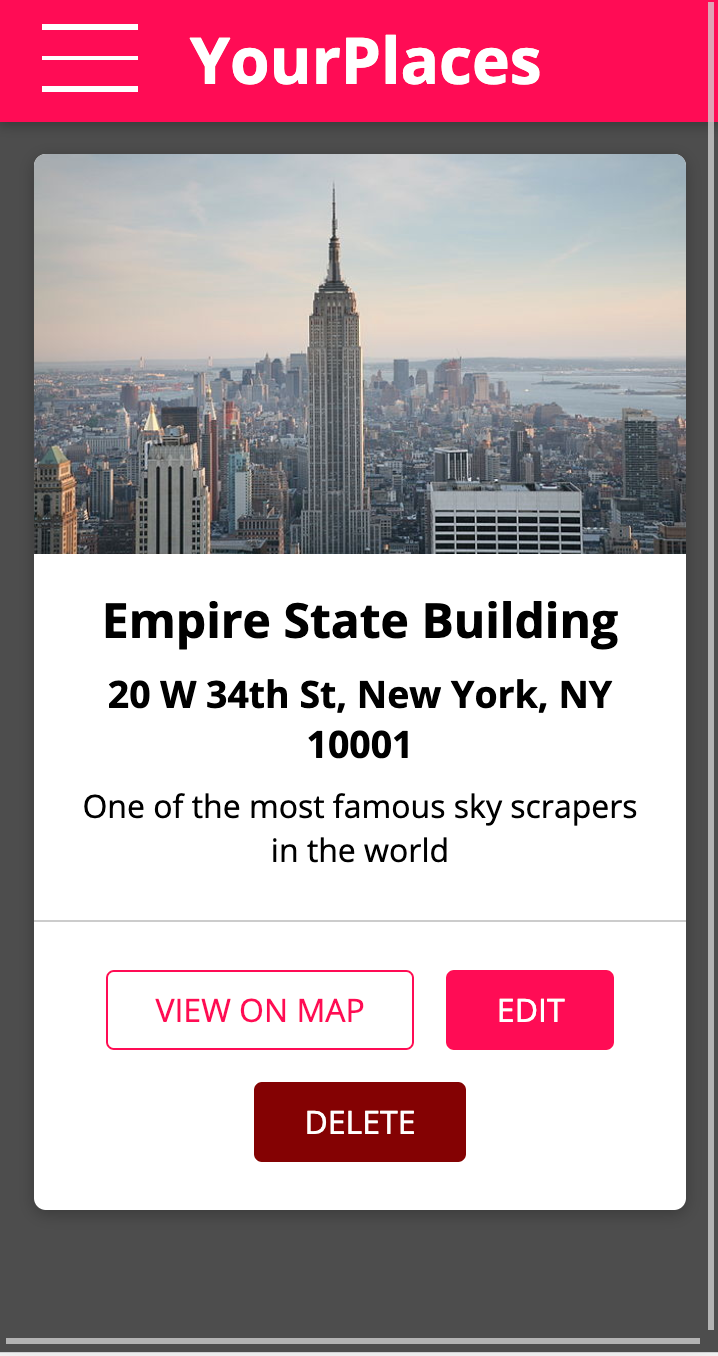 YourPlaces
Empire State Building
20 W 34th St, New York, NY
10001
One of the most famous sky scrapers
in the world
VIEW ON MAP
EDIT
DELETE